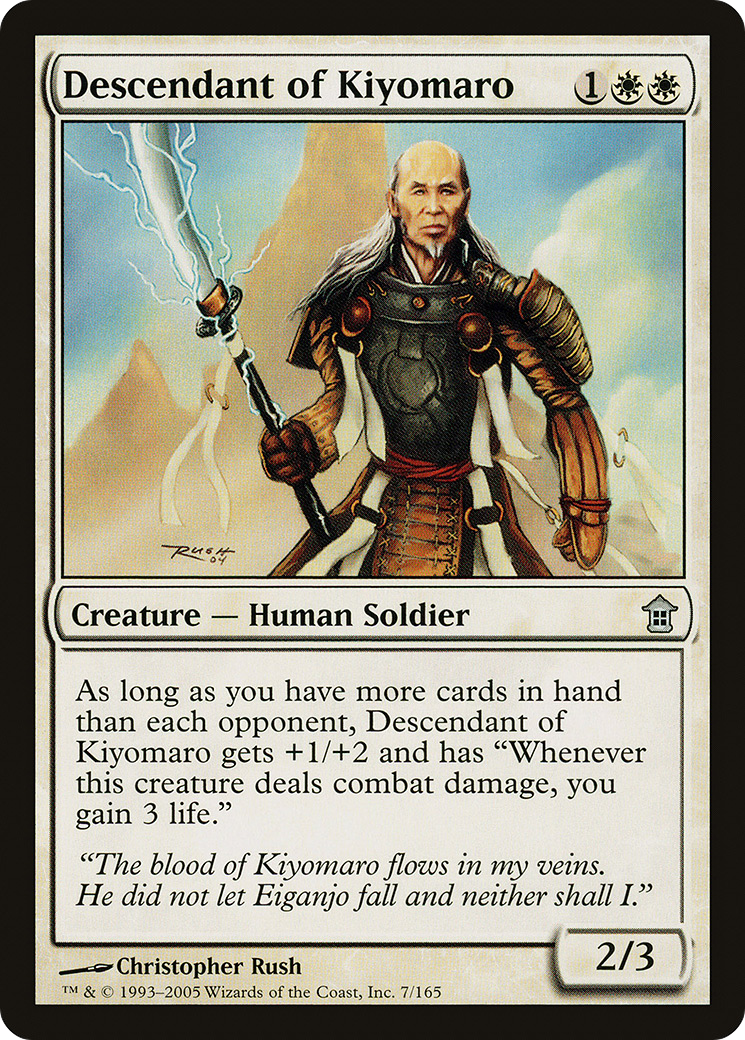 Descendant of Kiyomaro 1
RUSH
04
Creature — Human Soldier
As long as you have more cards in hand
than each opponent, Descendant of
Kiyomaro gets +1/+2 and has “Whenever
this creature deals combat damage, you
gain 3 life.”
“The blood of Kiyomaro flows in my veins.
He did not let Eiganjo fall and neither shall I.”
2/3
Christopher Rush
™ & © 1993–2005 Wizards of the Coast, Inc. 7/165